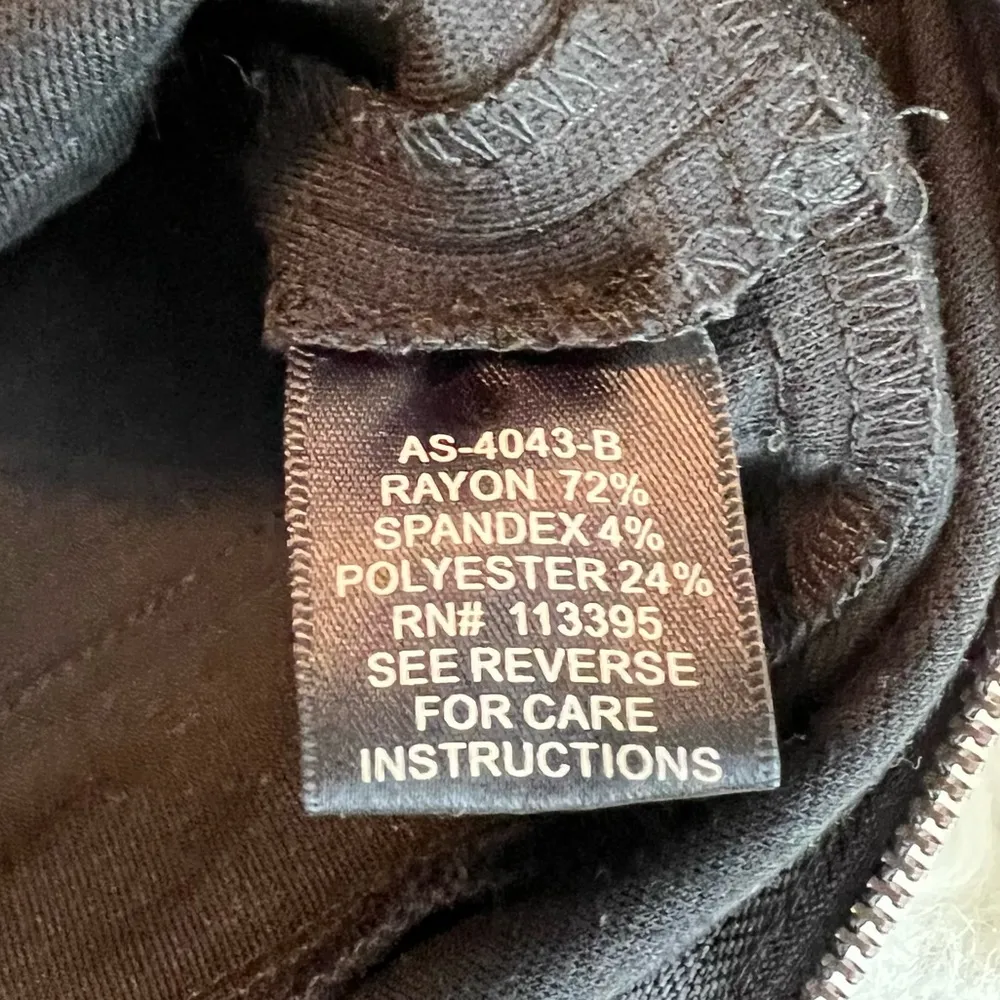 AS-4043-B
RAYON 72%
SPANDEX 4%
POLYESTER 24%
RN# 113395
SEE REVERSE
FOR CARE
INSTRUCTIONS